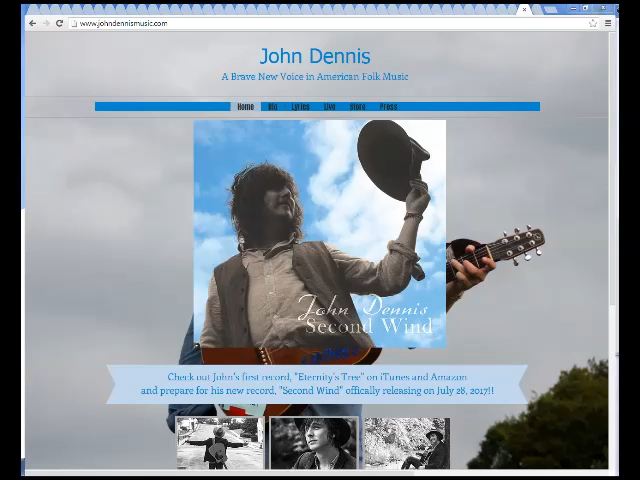 www.johndennismusic.com
John Dennis
A Brave New Voice in American Folk Music
Home Bio Lyrics Live Store Press
John Dennis
Second Wind
Check out John's first record, "Eternity's Tree" on iTunes and Amazon
and prepare for his new record, "Second Wind" offically releasing on July 28, 2017!!